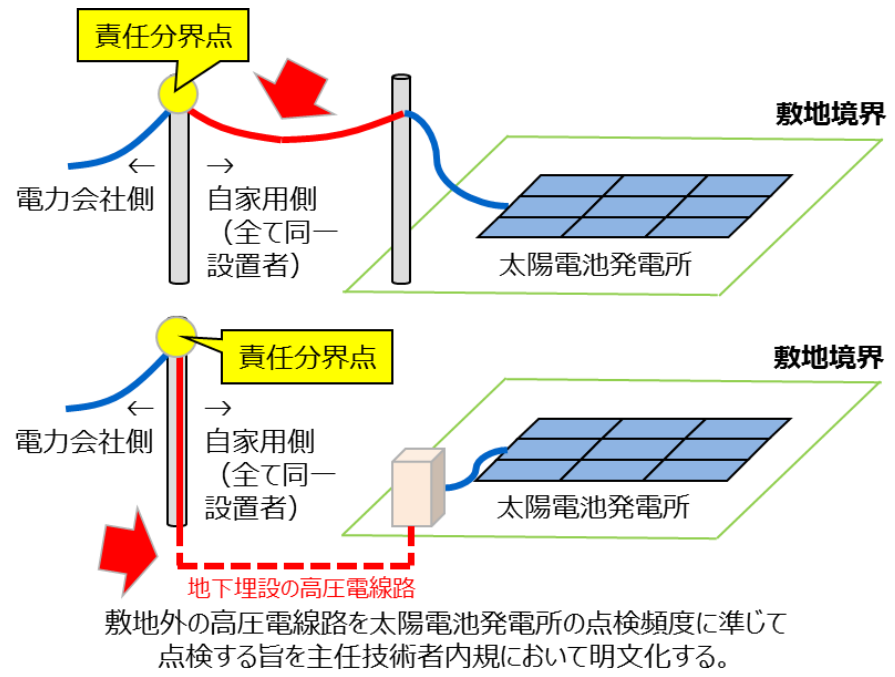 責任分界点
敷地境界
← →
電力会社側
自家用側
（全て同一
設置者）
太陽電池発電所
責任分界点
敷地境界
← →
電力会社側
自家用側
（全て同一
設置者）
太陽電池発電所
地下埋設の高圧電線路
敷地外の高圧電線路を太陽電池発電所の点検頻度に準じて
点検する旨を主任技術者内規において明文化する。